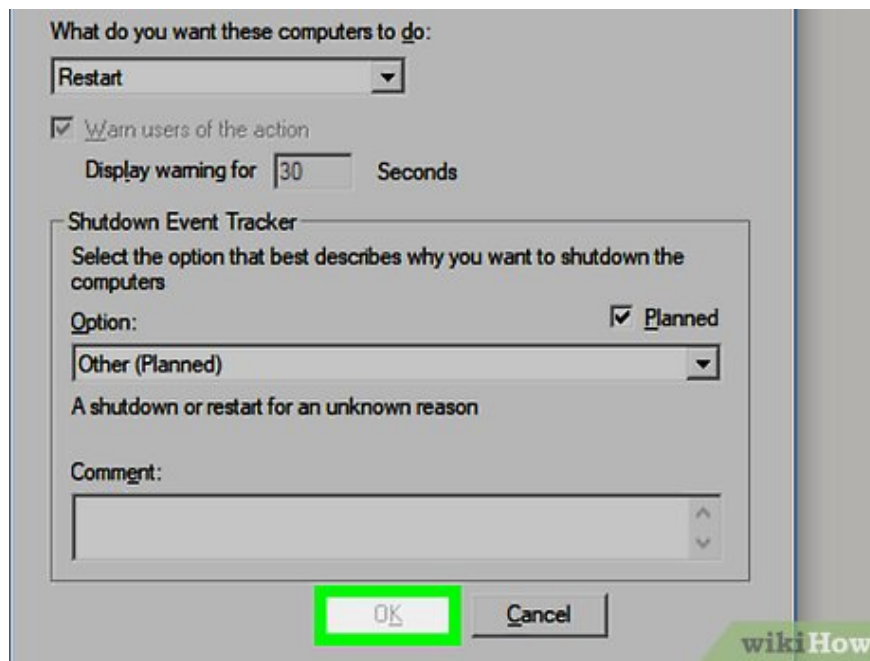 What do you want these computers to do:
Restart
Warn users of the action
Display warning for 30 Seconds
Shutdown Event Tracker
Select the option that best describes why you want to shutdown the
computers
Option:
Planned
Other (Planned)
A shutdown or restart for an unknown reason
Comment:
OK
Cancel
wikiHow